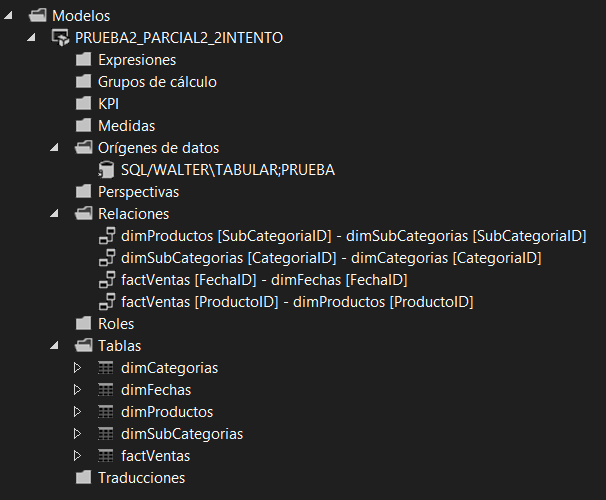 Modelos
PRUEBA2_PARCIAL2_2INTENTO
Expresiones
Grupos de cálculo
KPI
Medidas
Orígenes de datos
SQL/WALTER\TABULAR;PRUEBA
Perspectivas
Relaciones
dimProductos [SubCategoriaID] - dimSubCategorias [SubCategoriaID]
dimSubCategorias [CategoriaID] - dimCategorias [CategoriaID]
factVentas [FechaID] - dimFechas [FechaID]
factVentas [ProductoID] - dimProductos [ProductoID]
Roles
Tablas
dimCategorias
dimFechas
dimProductos
dimSubCategorias
factVentas
Traducciones